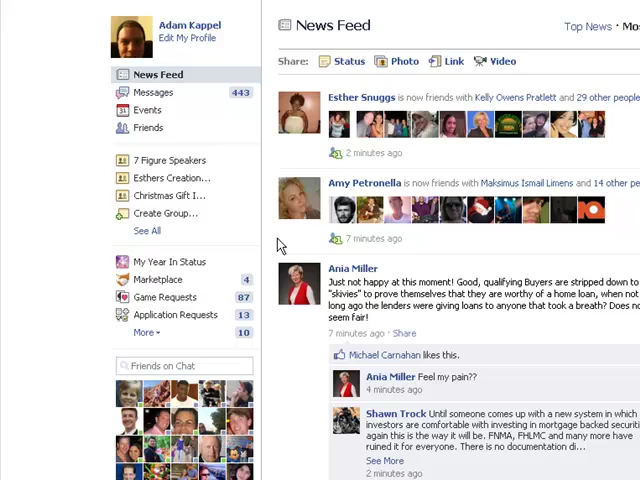 Adam Kappel
Edit My Profile
News Feed
Messages 443
Events
Friends
7 Figure Speakers
Esthers Creation...
Christmas Gift I...
Create Group...
See All
My Year In Status
Marketplace 4
Game Requests 87
Application Requests 13
More 10
Friends on Chat
News Feed
Top News · Mos
Share: Status Photo Link Video
Esther Snuggs is now friends with Kelly Owens Pratlett and 29 other people
2 minutes ago
Amy Petronella is now friends with Maksimus Ismail Limens and 14 other pe
7 minutes ago
Ania Miller
Just not happy at this moment! Good, qualifying Buyers are stripped down to
"skivies" to prove themselves that they are worthy of a home loan, when not
long ago the lenders were giving loans to anyone that took a breath? Does no
seem fair!
7 minutes ago · Share
Michael Carnahan likes this.
Ania Miller Feel my pain??
4 minutes ago
Shawn Trock Until someone comes up with a new system in which
investors are comfortable with investing in mortgage backed securiti
again this is the way it will be. FNMA, FHLMC and many more have
ruined it for everyone. There is no documentation di...
See More
2 minutes ago